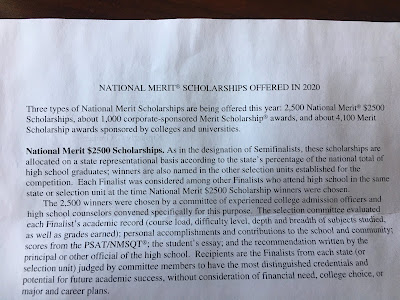 NATIONAL MERIT® SCHOLARSHIPS OFFERED IN 2020
Three types of National Merit Scholarships are being offered this year: 2,500 National Merit® $2500
Scholarships, about 1,000 corporate-sponsored Merit Scholarship® awards, and about 4,100 Merit
Scholarship awards sponsored by colleges and universities.
National Merit $2500 Scholarships. As in the designation of Semifinalists, these scholarships are
allocated on a state representational basis according to the state's percentage of the national total of
high school graduates; winners are also named in the other selection units established for the
competition. Each Finalist was considered among other Finalists who attend high school in the same
state or selection unit at the time National Merit $2500 Scholarship winners were chosen.
The 2,500 winners were chosen by a committee of experienced college admission officers and
high school counselors convened specifically for this purpose. The selection committee evaluated
each Finalist's academic record (course load, difficulty level, depth and breadth of subjects studied,
as well as grades earned); personal accomplishments and contributions to the school and community;
scores from the PSAT/NMSQT®; the student's essay; and the recommendation written by the
principal or other official of the high school. Recipients are the Finalists from each state (or
selection unit) judged by committee members to have the most distinguished credentials and
potential for future academic success, without consideration of financial need, college choice, or
major and career plans.